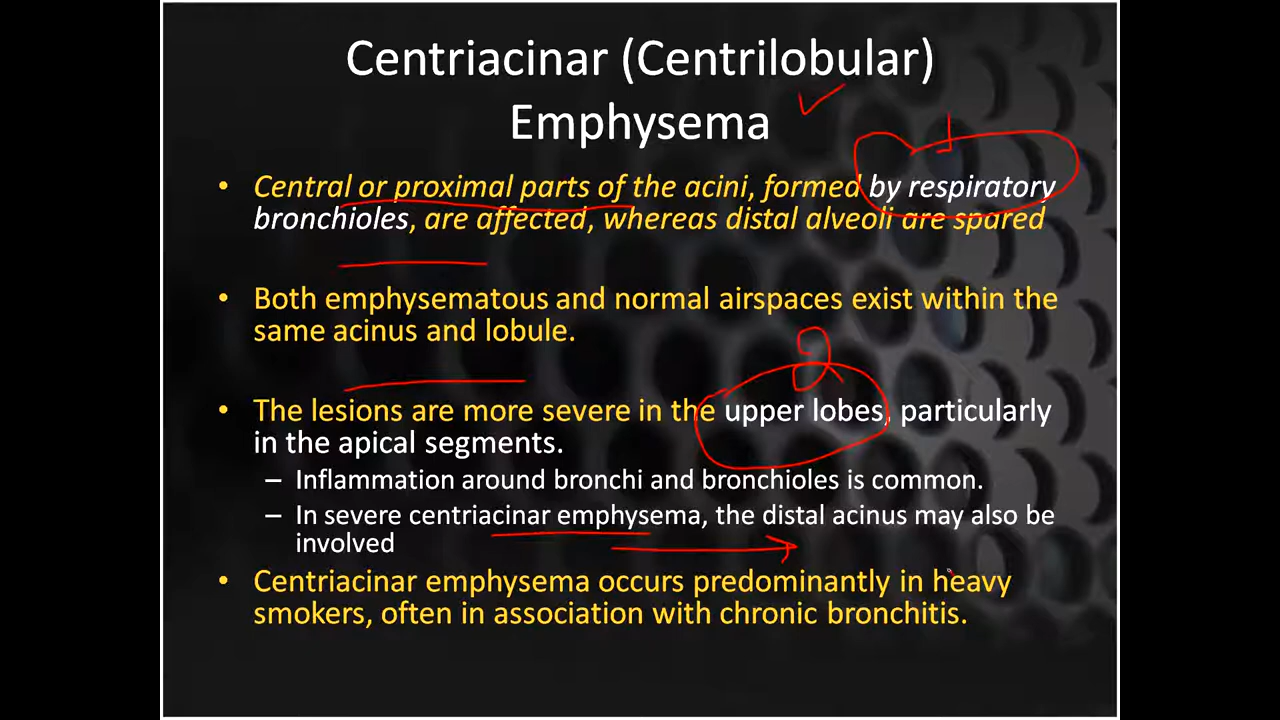 Centriacinar (Centrilobular)
Emphysema
1
• Central or proximal parts of the acini, formed by respiratory
bronchioles, are affected, whereas distal alveoli are spared
• Both emphysematous and normal airspaces exist within the
same acinus and lobule.
2
• The lesions are more severe in the upper lobes, particularly
in the apical segments.
– Inflammation around bronchi and bronchioles is common.
– In severe centriacinar emphysema, the distal acinus may also be
involved
• Centriacinar emphysema occurs predominantly in heavy
smokers, often in association with chronic bronchitis.